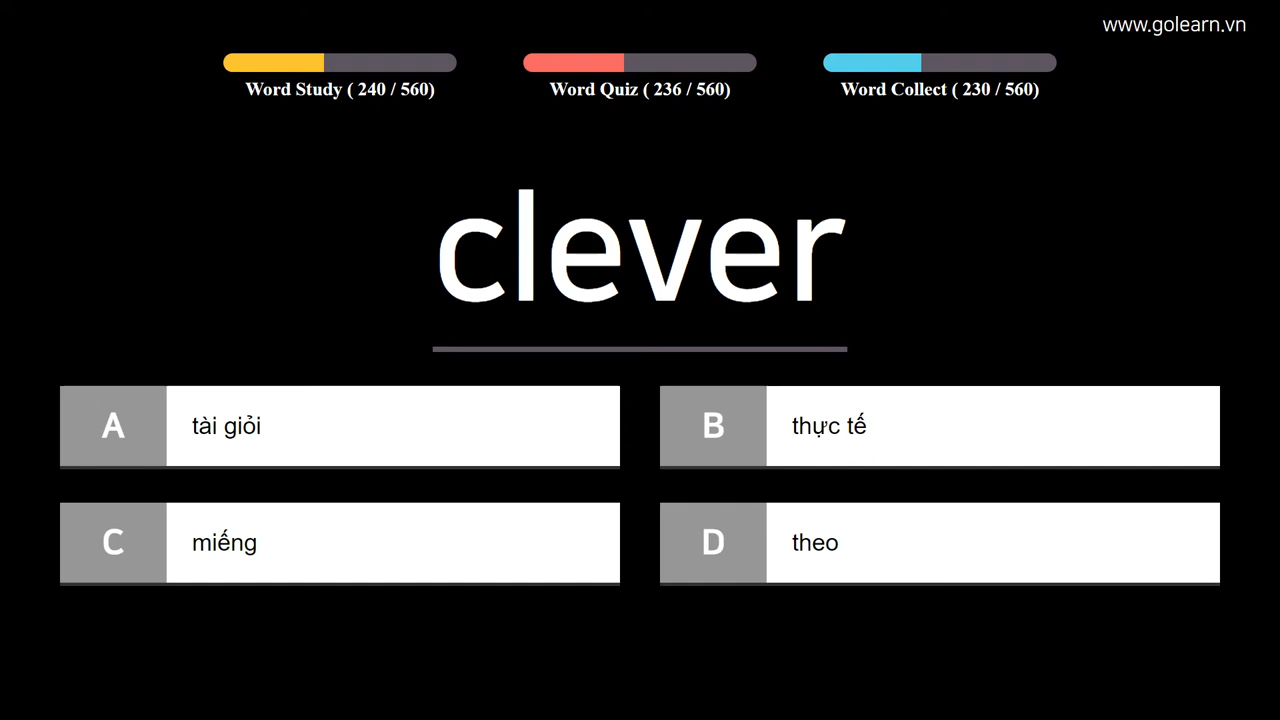 www.golearn.vn
Word Study ( 240 / 560)
Word Quiz ( 236 / 560)
Word Collect ( 230 / 560)
clever
A tài giỏi
B thực tế
C miếng
D theo